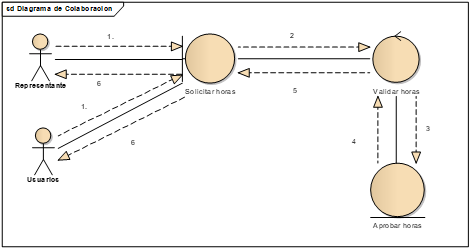 sd Diagrama de Colaboracion
1.
2
6
5
Representante
Solicitar horas
Validar horas
1.
6
4
3
Usuarios
Aprobar horas